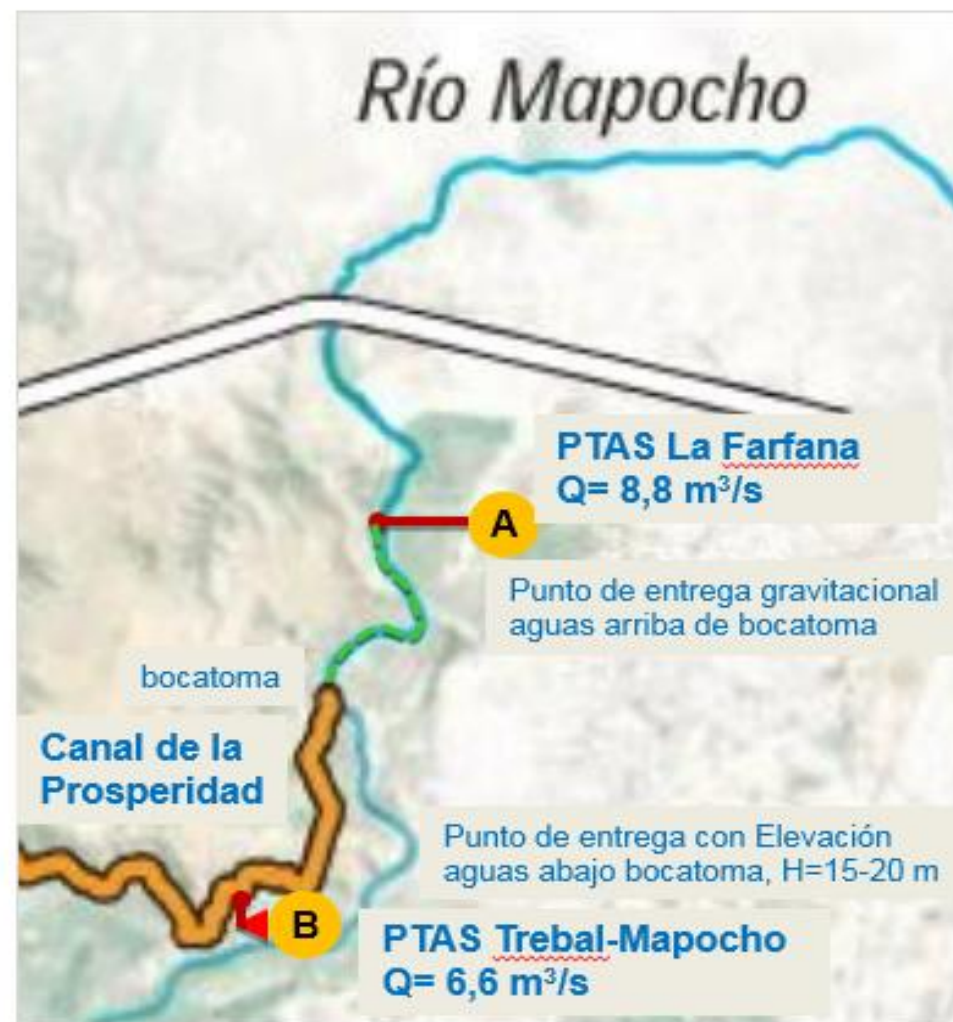 Río Mapocho
PTAS La Farfana
Q= 8,8 m³/s
A
Punto de entrega gravitacional
aguas arriba de bocatoma
bocatoma
Canal de la
Prosperidad
Punto de entrega con Elevación
aguas abajo bocatoma, H=15-20 m
B
PTAS Trebal-Mapocho
Q= 6,6 m³/s